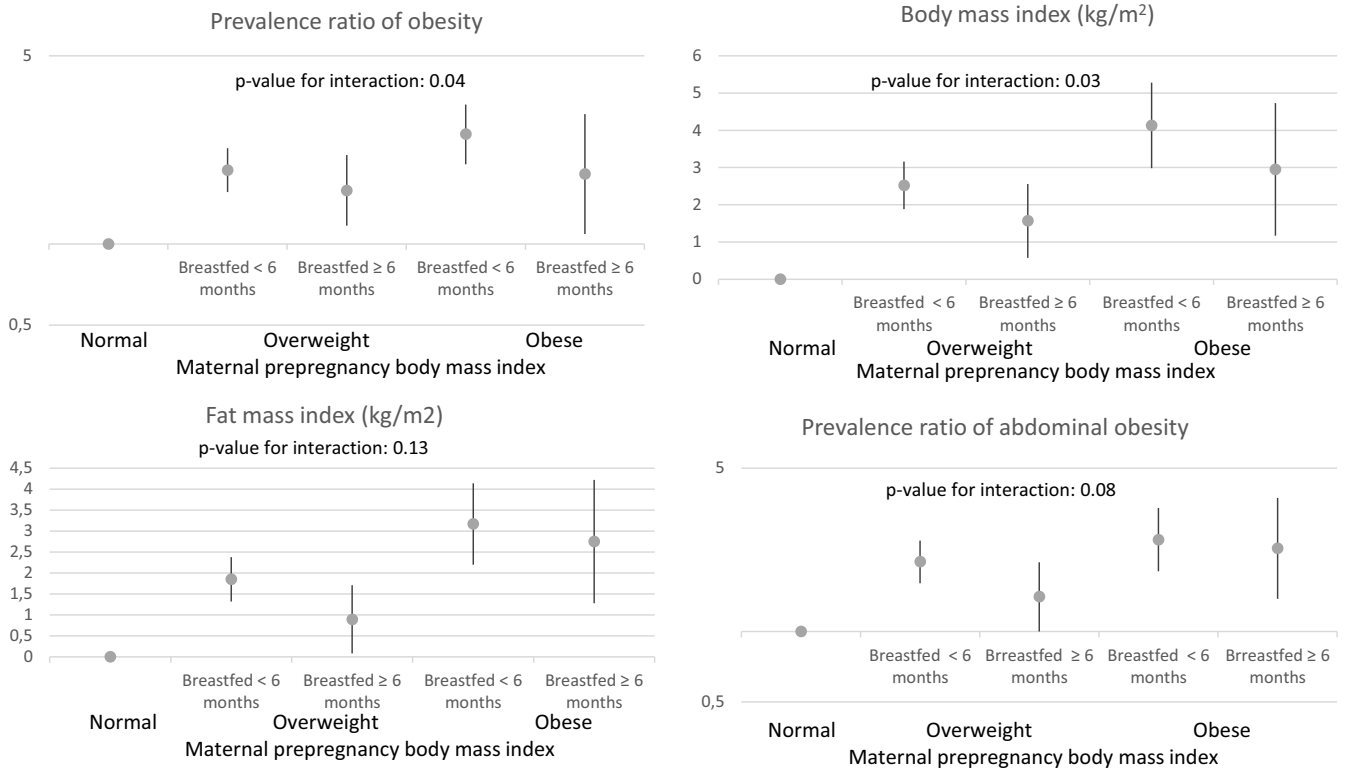 Prevalence ratio of obesity
5
p-value for interaction: 0.04
Breastfed < 6 months
Breastfed ≥ 6 months
Breastfed < 6 months
Breastfed ≥ 6 months
0,5
Normal Overweight Obese
Maternal prepregnancy body mass index
Body mass index (kg/m²)
6
p-value for interaction: 0.03
5
4
3
2
1
0
Breastfed < 6 months
Breastfed ≥ 6 months
Breastfed < 6 months
Breastfed ≥ 6 months
Normal Overweight Obese
Maternal preprenancy body mass index
Fat mass index (kg/m2)
p-value for interaction: 0.13
4,5
4
3,5
3
2,5
2
1,5
1
0,5
0
Breastfed < 6 months
Breastfed ≥ 6 months
Breastfed < 6 months
Breastfed ≥ 6 months
Normal Overweight Obese
Maternal prepregnancy body mass index
Prevalence ratio of abdominal obesity
5
p-value for interaction: 0.08
Breastfed < 6 months
Brreastfed ≥ 6 months
Breastfed < 6 months
Brreastfed ≥ 6 months
0,5
Normal Overweight Obese
Maternal prepregnancy body mass index